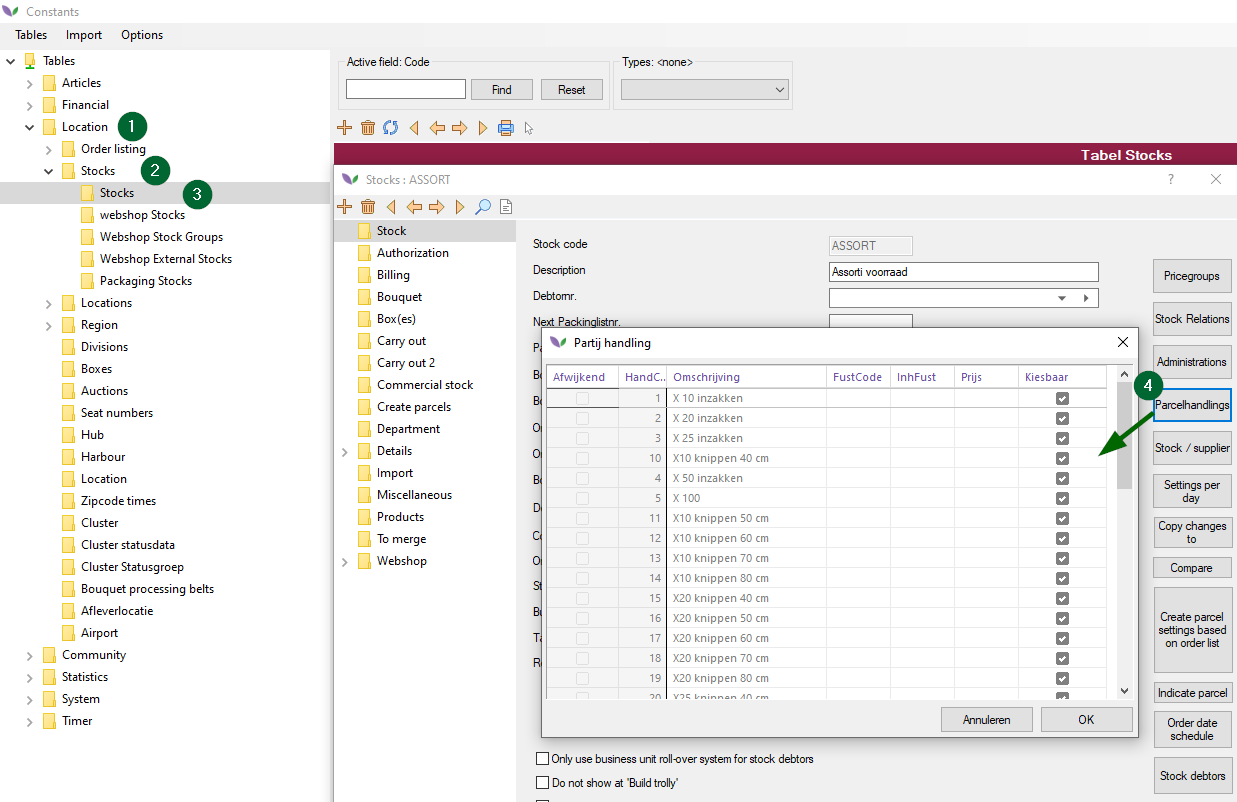 Constants
Tables Import Options
Tables
Articles
Financial
Location 1
Order listing
Stocks 2
Stocks 3
webshop Stocks
Webshop Stock Groups
Webshop External Stocks
Packaging Stocks
Locations
Region
Divisions
Boxes
Auctions
Seat numbers
Hub
Harbour
Location
Zipcode times
Cluster
Cluster statusdata
Cluster Statusgroep
Bouquet processing belts
Afleverlocatie
Airport
Community
Statistics
System
Timer
Active field: Code
Find
Reset
Types: <none>
Tabel Stocks
Stocks : ASSORT
?
Stock
Authorization
Billing
Bouquet
Box(es)
Carry out
Carry out 2
Commercial stock
Create parcels
Department
Details
Import
Miscellaneous
Products
To merge
Webshop
Stock code ASSORT
Description Assorti voorraad
Debtornr.
Next Packinglistnr.
Partij handling
Afwijkend HandC.. Omschrijving FustCode InhFust Prijs Kiesbaar
1 X 10 inzakken
2 X 20 inzakken
3 X 25 inzakken
10 X10 knippen 40 cm
4 X 50 inzakken
5 X 100
11 X10 knippen 50 cm
12 X10 knippen 60 cm
13 X10 knippen 70 cm
14 X10 knippen 80 cm
15 X20 knippen 40 cm
16 X20 knippen 50 cm
17 X20 knippen 60 cm
18 X20 knippen 70 cm
19 X20 knippen 80 cm
20 X25 knippen 40 cm
Annuleren OK
Only use business unit roll-over system for stock debtors
Do not show at 'Build trolly'
Pricegroups
Stock Relations
Administrations
4
Parcelhandlings
Stock / supplier
Settings per
day
Copy changes
to
Compare
Create parcel
settings based
on order list
Indicate parcel
Order date
schedule
Stock debtors